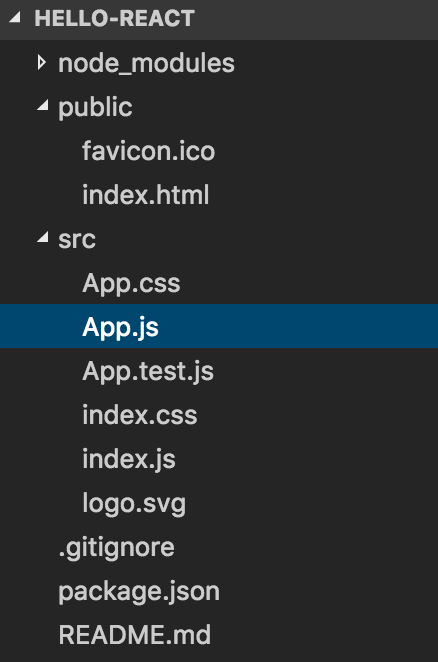 HELLO-REACT
node_modules
public
favicon.ico
index.html
src
App.css
App.js
App.test.js
index.css
index.js
logo.svg
.gitignore
package.json
README.md